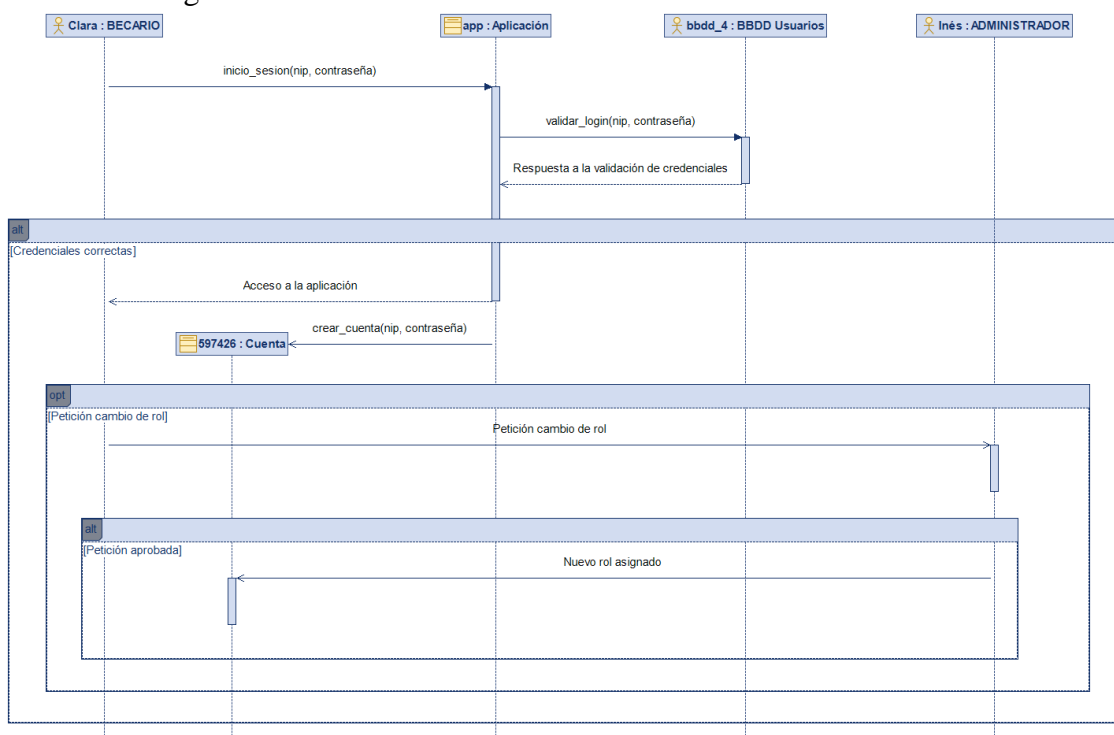 Clara : BECARIO
app : Aplicación
bbdd_4 : BBDD Usuarios
Inés : ADMINISTRADOR
inicio_sesion(nip, contraseña)
validar_login(nip, contraseña)
Respuesta a la validación de credenciales
alt
[Credenciales correctas]
Acceso a la aplicación
crear_cuenta(nip, contraseña)
597426 : Cuenta
opt
[Petición cambio de rol]
Petición cambio de rol
alt
[Petición aprobada]
Nuevo rol asignado